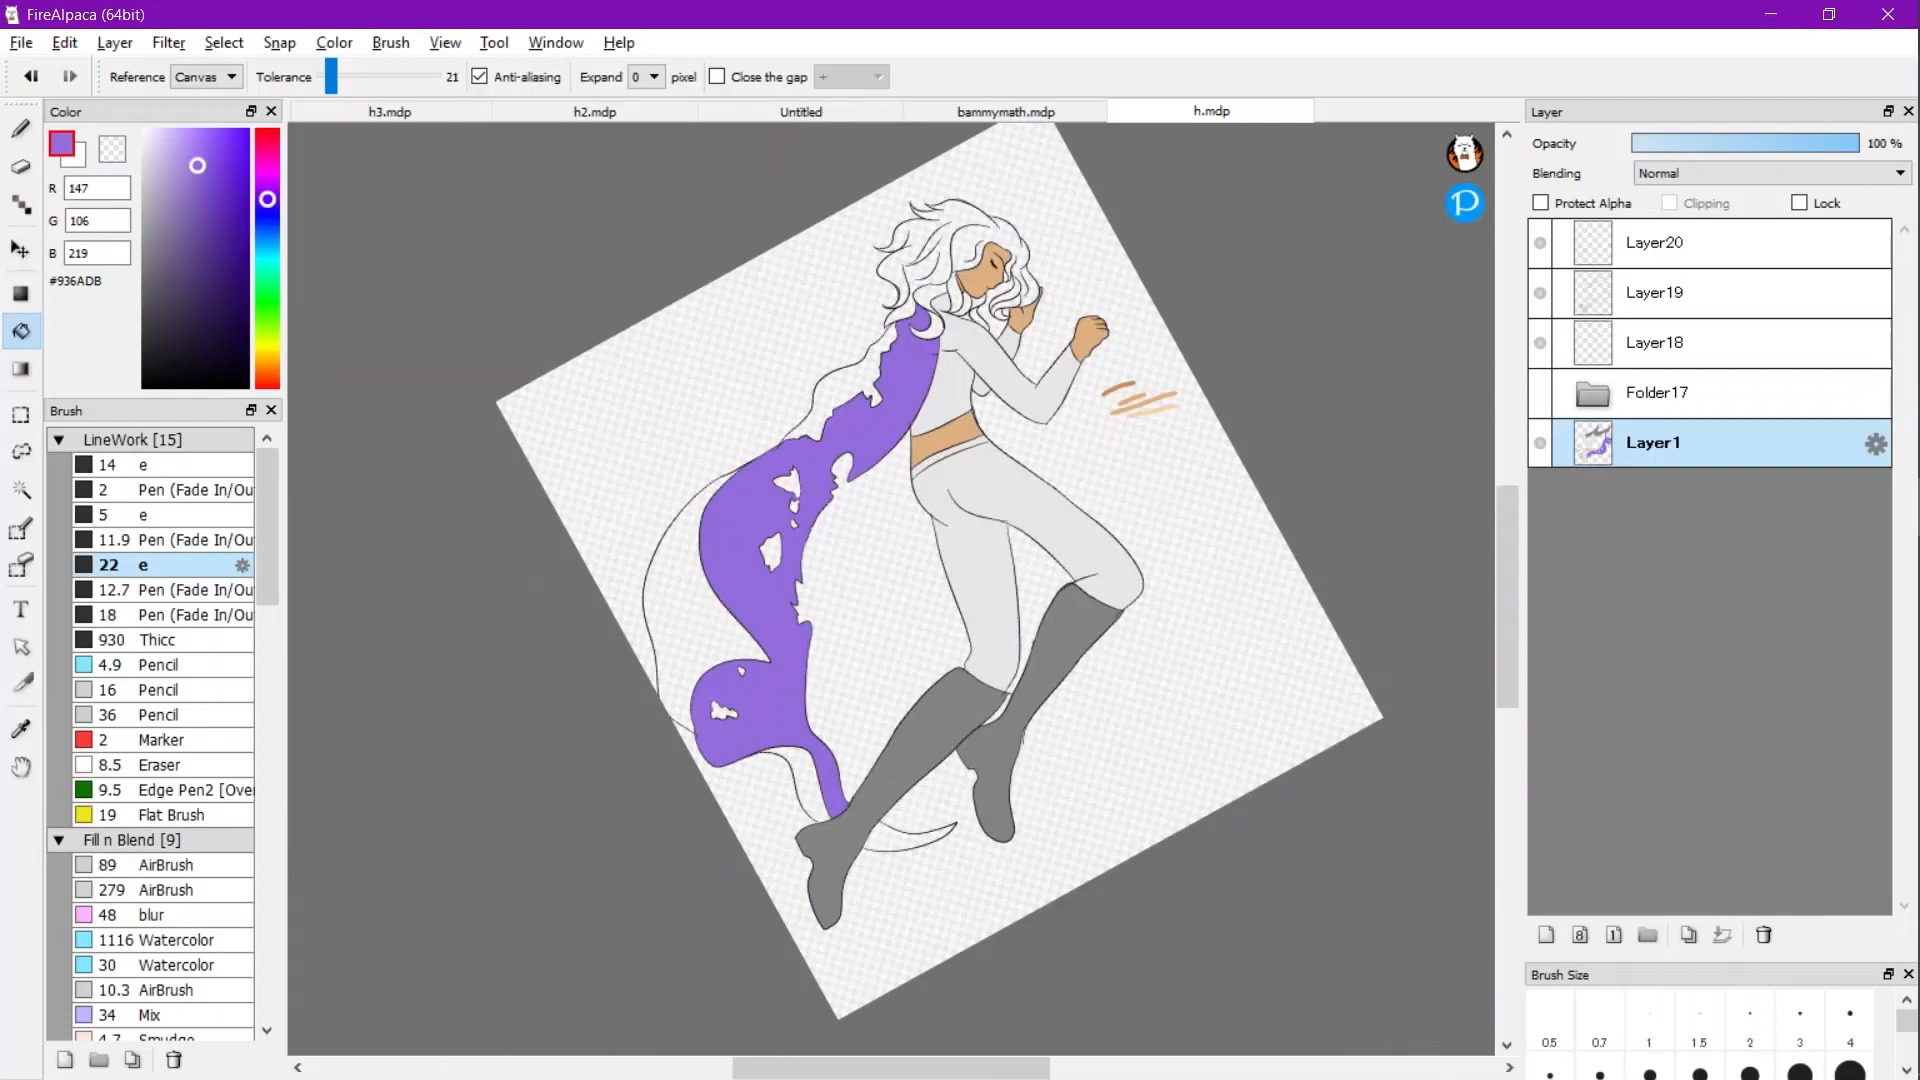 FireAlpaca (64bit)
File Edit Layer Filter Select Snap Color Brush View Tool Window Help
Reference Canvas Tolerance 21 Anti-aliasing Expand 0 pixel Close the gap +
Color
h3.mdp h2.mdp Untitled bammymath.mdp h.mdp
R 147
G 106
B 219
#936ADB
Brush
LineWork [15]
14 e
2 Pen (Fade In/Ou
5 e
11.9 Pen (Fade In/Ou
22 e
12.7 Pen (Fade In/Ou
18 Pen (Fade In/Ou
930 Thicc
4.9 Pencil
16 Pencil
36 Pencil
2 Marker
8.5 Eraser
9.5 Edge Pen2 [Ove
19 Flat Brush
Fill n Blend [9]
89 AirBrush
279 AirBrush
48 blur
1116 Watercolor
30 Watercolor
10.3 AirBrush
34 Mix
4.7 Smudge
T
P
Layer
Opacity 100 %
Blending Normal
Protect Alpha Clipping Lock
Layer20
Layer19
Layer18
Folder17
Layer1
8 1
Brush Size
0.5 0.7 1 1.5 2 3 4